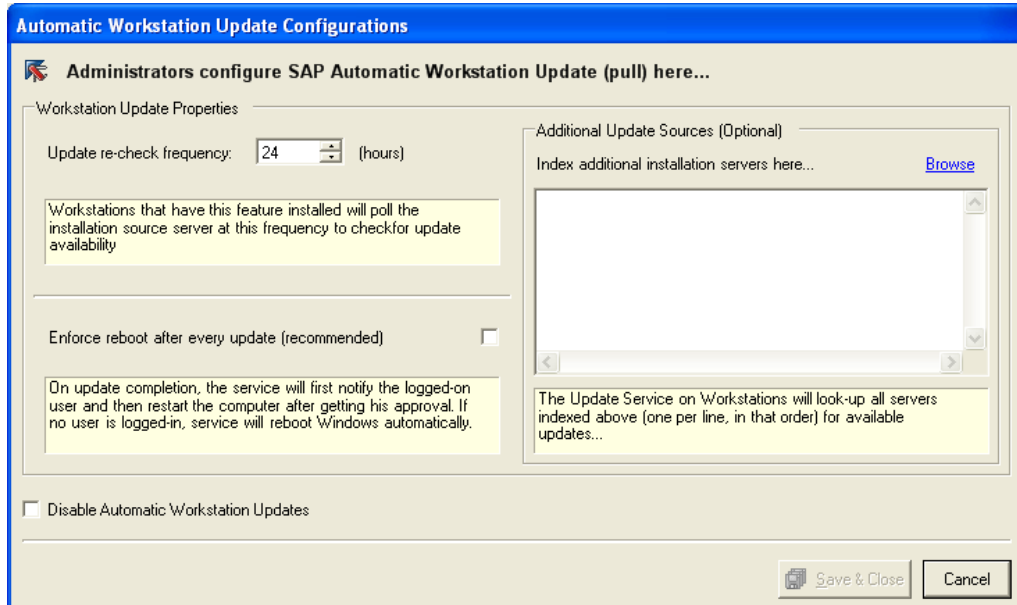 Automatic Workstation Update Configurations
Administrators configure SAP Automatic Workstation Update (pull) here...
Workstation Update Properties
Update re-check frequency: 24 (hours)
Workstations that have this feature installed will poll the
installation source server at this frequency to checkfor update
availability
Enforce reboot after every update (recommended)
On update completion, the service will first notify the logged-on
user and then restart the computer after getting his approval. If
no user is logged-in, service will reboot Windows automatically.
Additional Update Sources (Optional)
Index additional installation servers here... Browse
The Update Service on Workstations will look-up all servers
indexed above (one per line, in that order) for available
updates...
Disable Automatic Workstation Updates
Save & Close Cancel